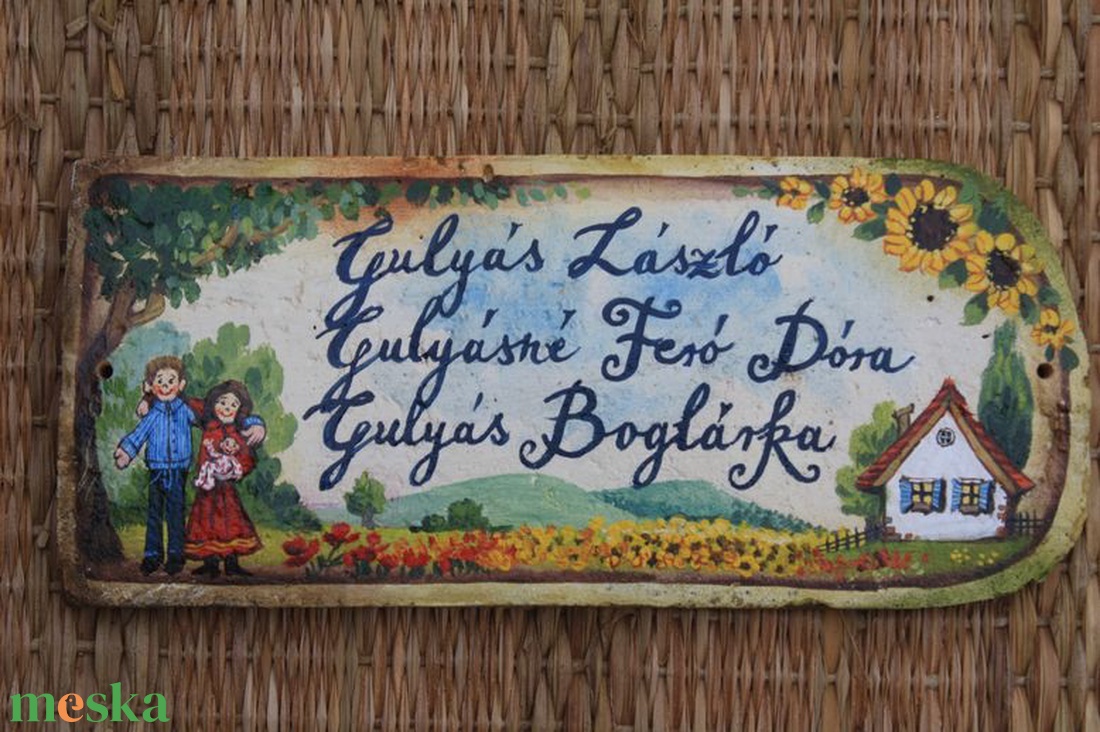 Gulyás László
Gulyásné Feró Dóra
Gulyás Boglárka
meska